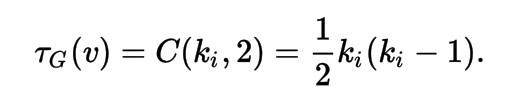 τ_G(v) = C(k_i, 2) = \frac{1}{2} k_i(k_i − 1).